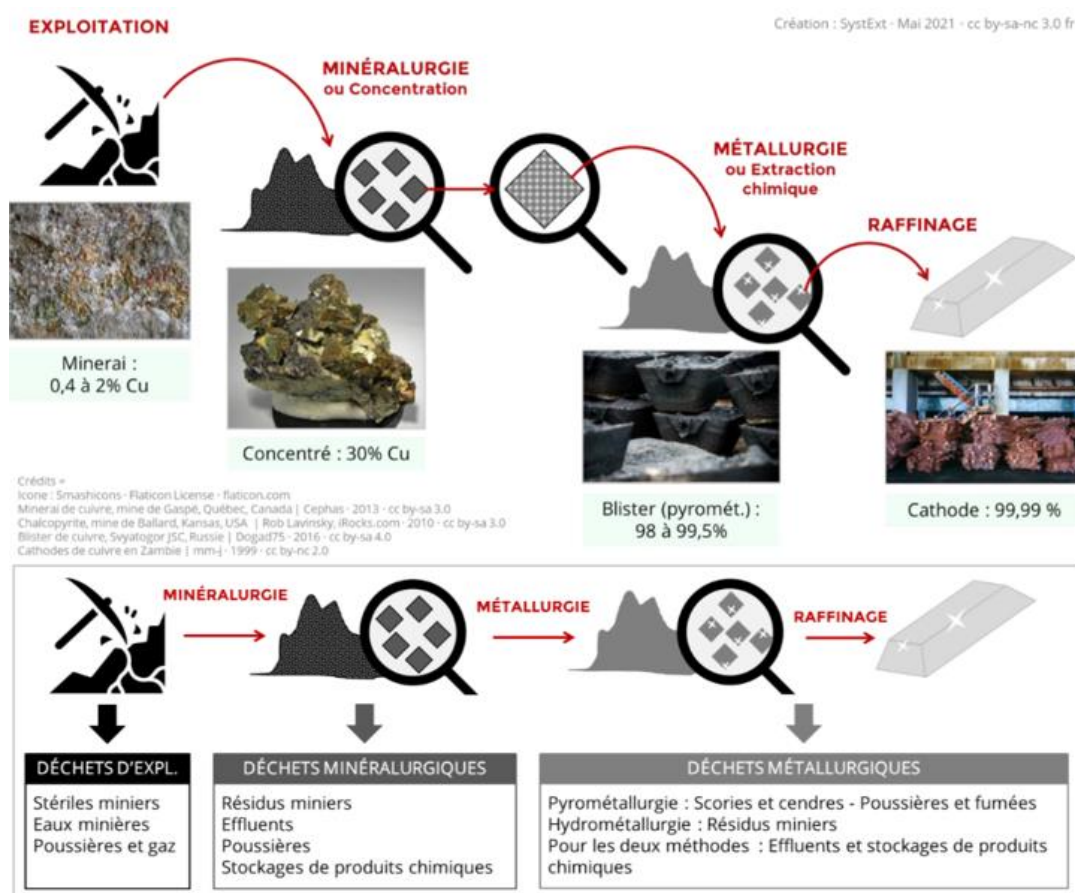 EXPLOITATION
Création : SystExt · Mai 2021 · cc by-sa-nc 3.0 fr
MINÉRALURGIE
ou Concentration
MÉTALLURGIE
ou Extraction
chimique
RAFFINAGE
Minerai :
0,4 à 2% Cu
Concentré : 30% Cu
Blister (pyromét.) :
98 à 99,5%
Cathode : 99,99 %
Crédits =
Icone : Smashicons · Flaticon License · flaticon.com
Minerai de cuivre, mine de Gaspé, Québec, Canada | Cephas · 2013 · cc by-sa 3.0
Chalcopyrite, mine de Ballard, Kansas, USA | Rob Lavinsky, iRocks.com · 2010 · cc by-sa 3.0
Blister de cuivre, Svyatogor JSC, Russie | Dogad75 · 2016 · cc by-sa 4.0
Cathodes de cuivre en Zambie | mm-j · 1999 · cc by-nc 2.0
MINÉRALURGIE
MÉTALLURGIE
RAFFINAGE
DÉCHETS D'EXPL.
Stériles miniers
Eaux minières
Poussières et gaz
DÉCHETS MINÉRALURGIQUES
Résidus miniers
Effluents
Poussières
Stockages de produits chimiques
DÉCHETS MÉTALLURGIQUES
Pyrométallurgie : Scories et cendres - Poussières et fumées
Hydrométallurgie : Résidus miniers
Pour les deux méthodes : Effluents et stockages de produits
chimiques